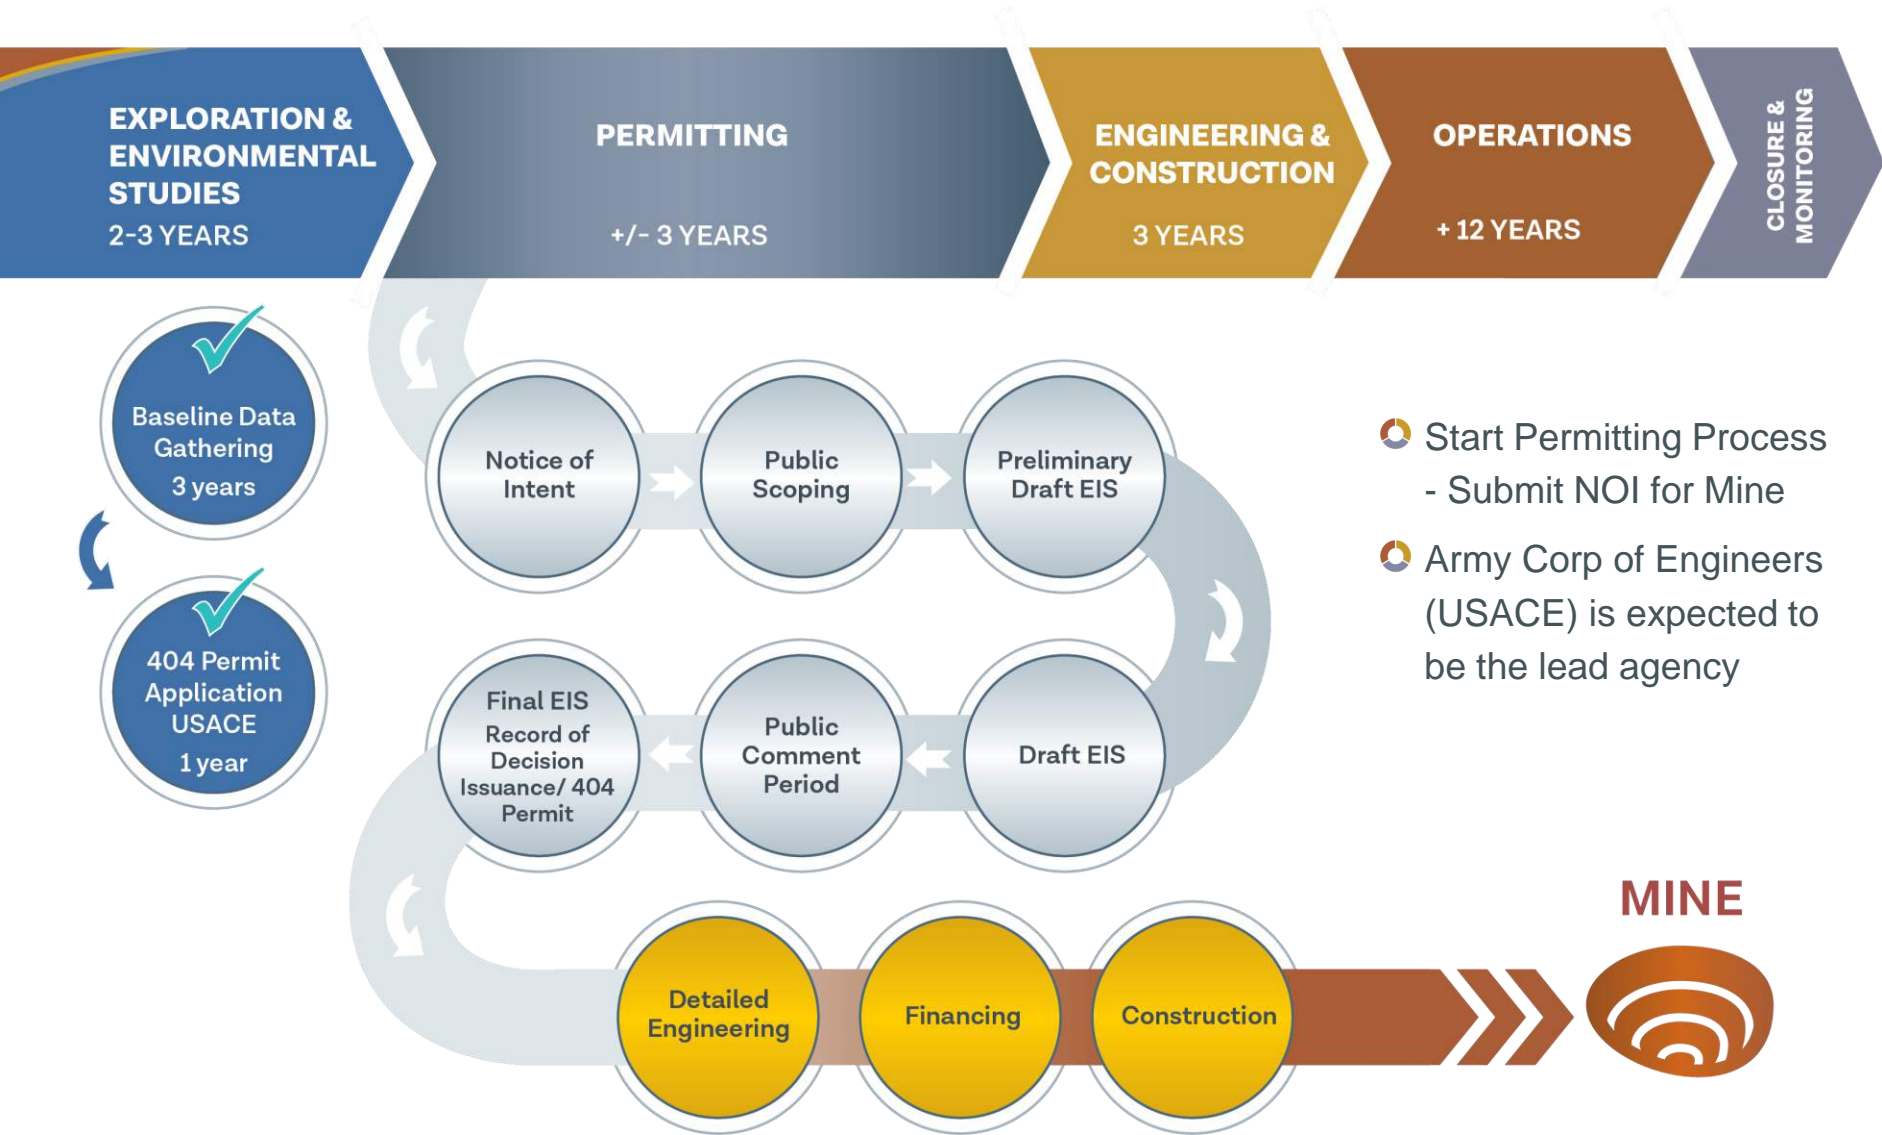 EXPLORATION &
ENVIRONMENTAL
STUDIES
2-3 YEARS
PERMITTING
+/- 3 YEARS
ENGINEERING &
CONSTRUCTION
3 YEARS
OPERATIONS
+ 12 YEARS
CLOSURE &
MONITORING
Baseline Data
Gathering
3 years
404 Permit
Application
USACE
1 year
Notice of
Intent
Public
Scoping
Preliminary
Draft EIS
Draft EIS
Public
Comment
Period
Final EIS
Record of
Decision
Issuance/ 404
Permit
Detailed
Engineering
Financing
Construction
Start Permitting Process
- Submit NOI for Mine
Army Corp of Engineers
(USACE) is expected to
be the lead agency
MINE